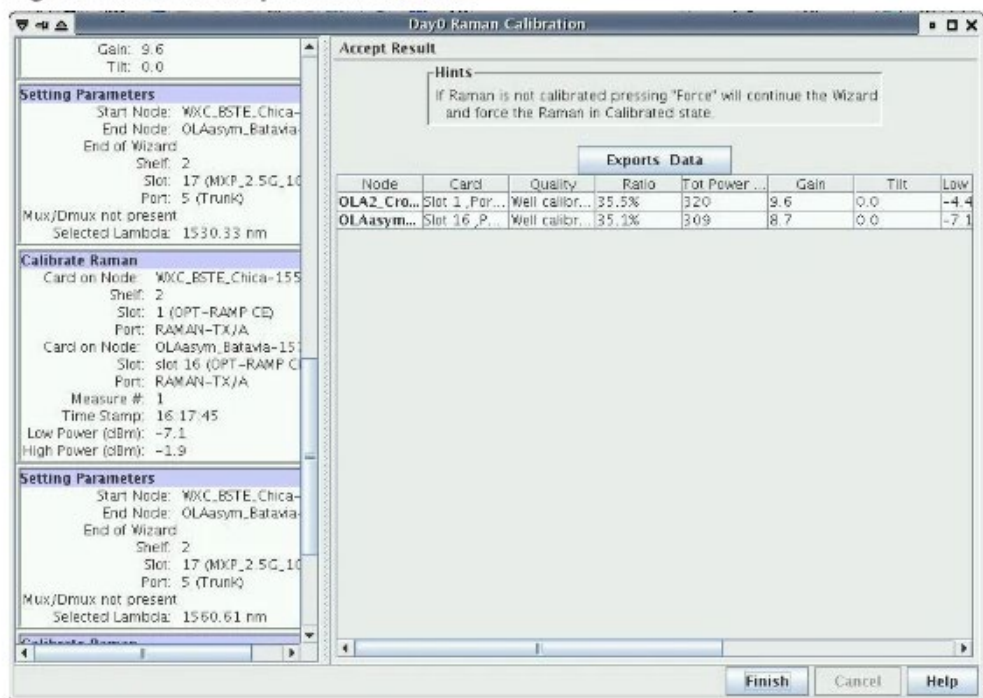 Day0 Raman Calibration
Gain: 9.6
Tilt: 0.0
Setting Parameters
Start Node: WXC_BSTE_Chica-
End Node: OLAasym_Batavia-
End of Wizard
Shelf: 2
Slot: 17 (MXP_2.5G_10
Port: 5 (Trunk)
Mux/Dmux not present
Selected Lambda: 1530.33 nm
Calibrate Raman
Card on Node: WXC_BSTE_Chica-155
Shelf: 2
Slot: 1 (OPT-RAMP CE)
Port: RAMAN-TX/A
Card on Node: OLAasym_Batavia-151
Slot: slot 16 (OPT-RAMP C
Port: RAMAN-TX/A
Measure #: 1
Time Stamp: 16 17 45
Low Power (dBm): -7.1
High Power (dBm): -1.9
Setting Parameters
Start Node: WXC_BSTE_Chica-
End Node: OLAasym_Batavia-
End of Wizard
Shelf: 2
Slot: 17 (MXP_2.5G_10
Port: 5 (Trunk)
Mux/Dmux not present
Selected Lambda: 1560.61 nm
Calibrate Raman
Accept Result
Hints
If Raman is not calibrated pressing "Force" will continue the Wizard
and force the Raman in Calibrated state.
Exports Data
Node Card Quality Ratio Tot Power ... Gain Tilt Low
OLA2_Cro... Slot 1 ,Por... Well calibr... 35.5% 320 9.6 0.0 -4.4
OLAasym... Slot 16 ,P... Well calibr... 35.1% 309 8.7 0.0 -7.1
Finish Cancel Help